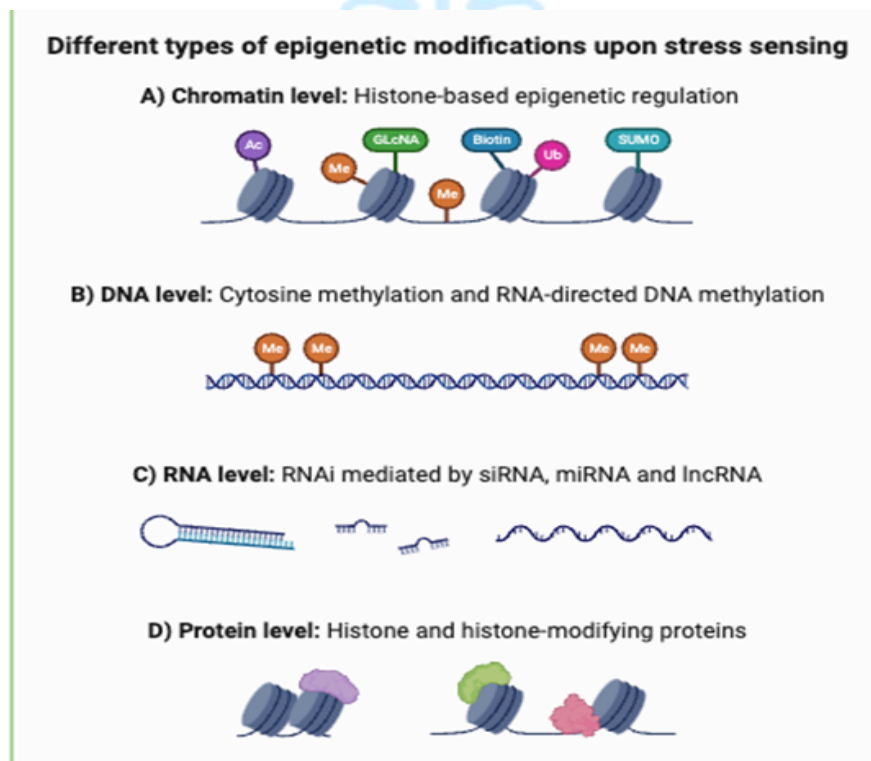 Different types of epigenetic modifications upon stress sensing
A) Chromatin level: Histone-based epigenetic regulation
Ac
Me
GLcNA
Me
Biotin
Ub
SUMO
B) DNA level: Cytosine methylation and RNA-directed DNA methylation
Me Me Me Me
C) RNA level: RNAi mediated by siRNA, miRNA and lncRNA
D) Protein level: Histone and histone-modifying proteins